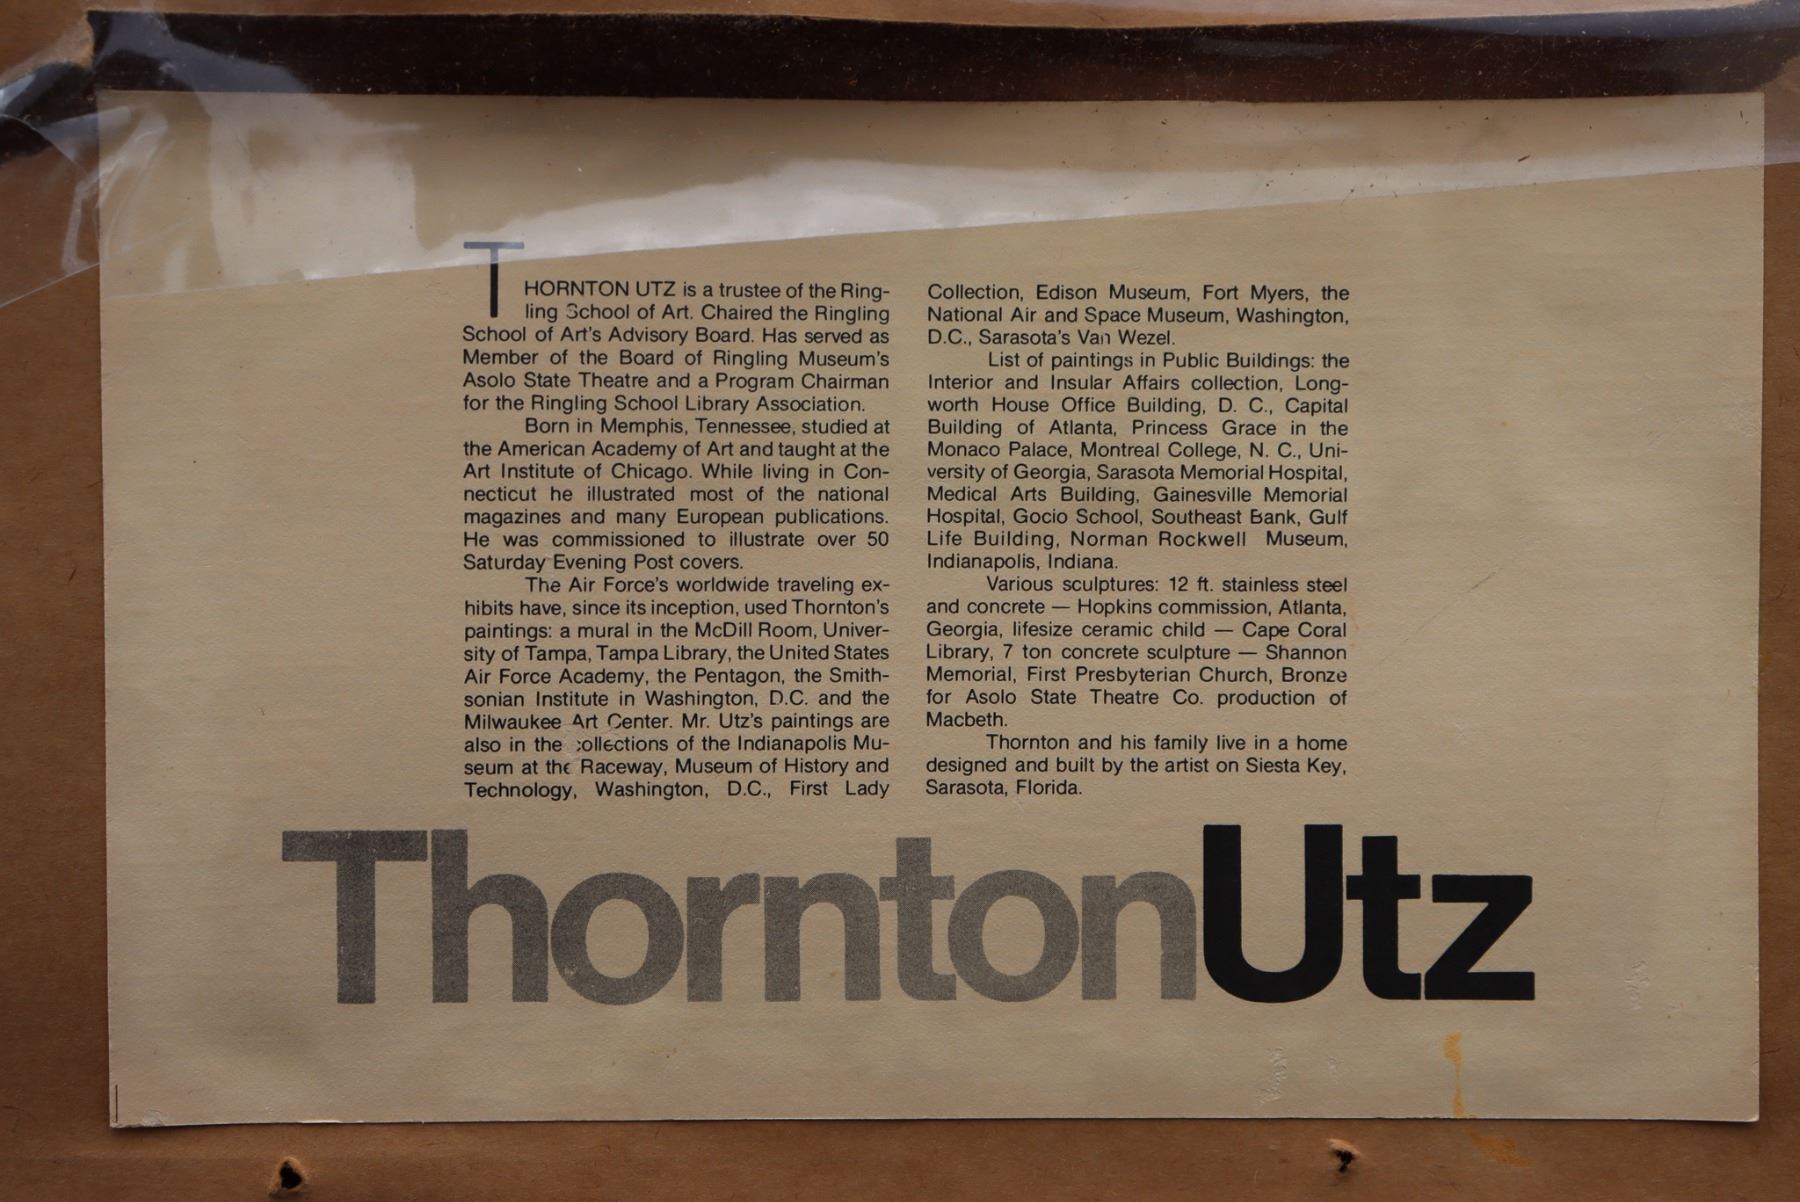 THORNTON UTZ is a trustee of the Ring-
ling School of Art. Chaired the Ringling
School of Art's Advisory Board. Has served as
Member of the Board of Ringling Museum's
Asolo State Theatre and a Program Chairman
for the Ringling School Library Association.
Born in Memphis, Tennessee, studied at
the American Academy of Art and taught at the
Art Institute of Chicago. While living in Con-
necticut he illustrated most of the national
magazines and many European publications.
He was commissioned to illustrate over 50
Saturday Evening Post covers.
The Air Force's worldwide traveling ex-
hibits have, since its inception, used Thornton's
paintings: a mural in the McDill Room, Univer-
sity of Tampa, Tampa Library, the United States
Air Force Academy, the Pentagon, the Smith-
sonian Institute in Washington, D.C. and the
Milwaukee Art Center. Mr. Utz's paintings are
also in the collections of the Indianapolis Mu-
seum at the Raceway, Museum of History and
Technology, Washington, D.C., First Lady
Collection, Edison Museum, Fort Myers, the
National Air and Space Museum, Washington,
D.C., Sarasota's Van Wezel.
List of paintings in Public Buildings: the
Interior and Insular Affairs collection, Long-
worth House Office Building, D. C., Capital
Building of Atlanta, Princess Grace in the
Monaco Palace, Montreal College, N. C., Uni-
versity of Georgia, Sarasota Memorial Hospital,
Medical Arts Building, Gainesville Memorial
Hospital, Gocio School, Southeast Bank, Gulf
Life Building, Norman Rockwell Museum,
Indianapolis, Indiana.
Various sculptures: 12 ft. stainless steel
and concrete — Hopkins commission, Atlanta,
Georgia, lifesize ceramic child — Cape Coral
Library, 7 ton concrete sculpture — Shannon
Memorial, First Presbyterian Church, Bronze
for Asolo State Theatre Co. production of
Macbeth.
Thornton and his family live in a home
designed and built by the artist on Siesta Key,
Sarasota, Florida.
ThorntonUtz